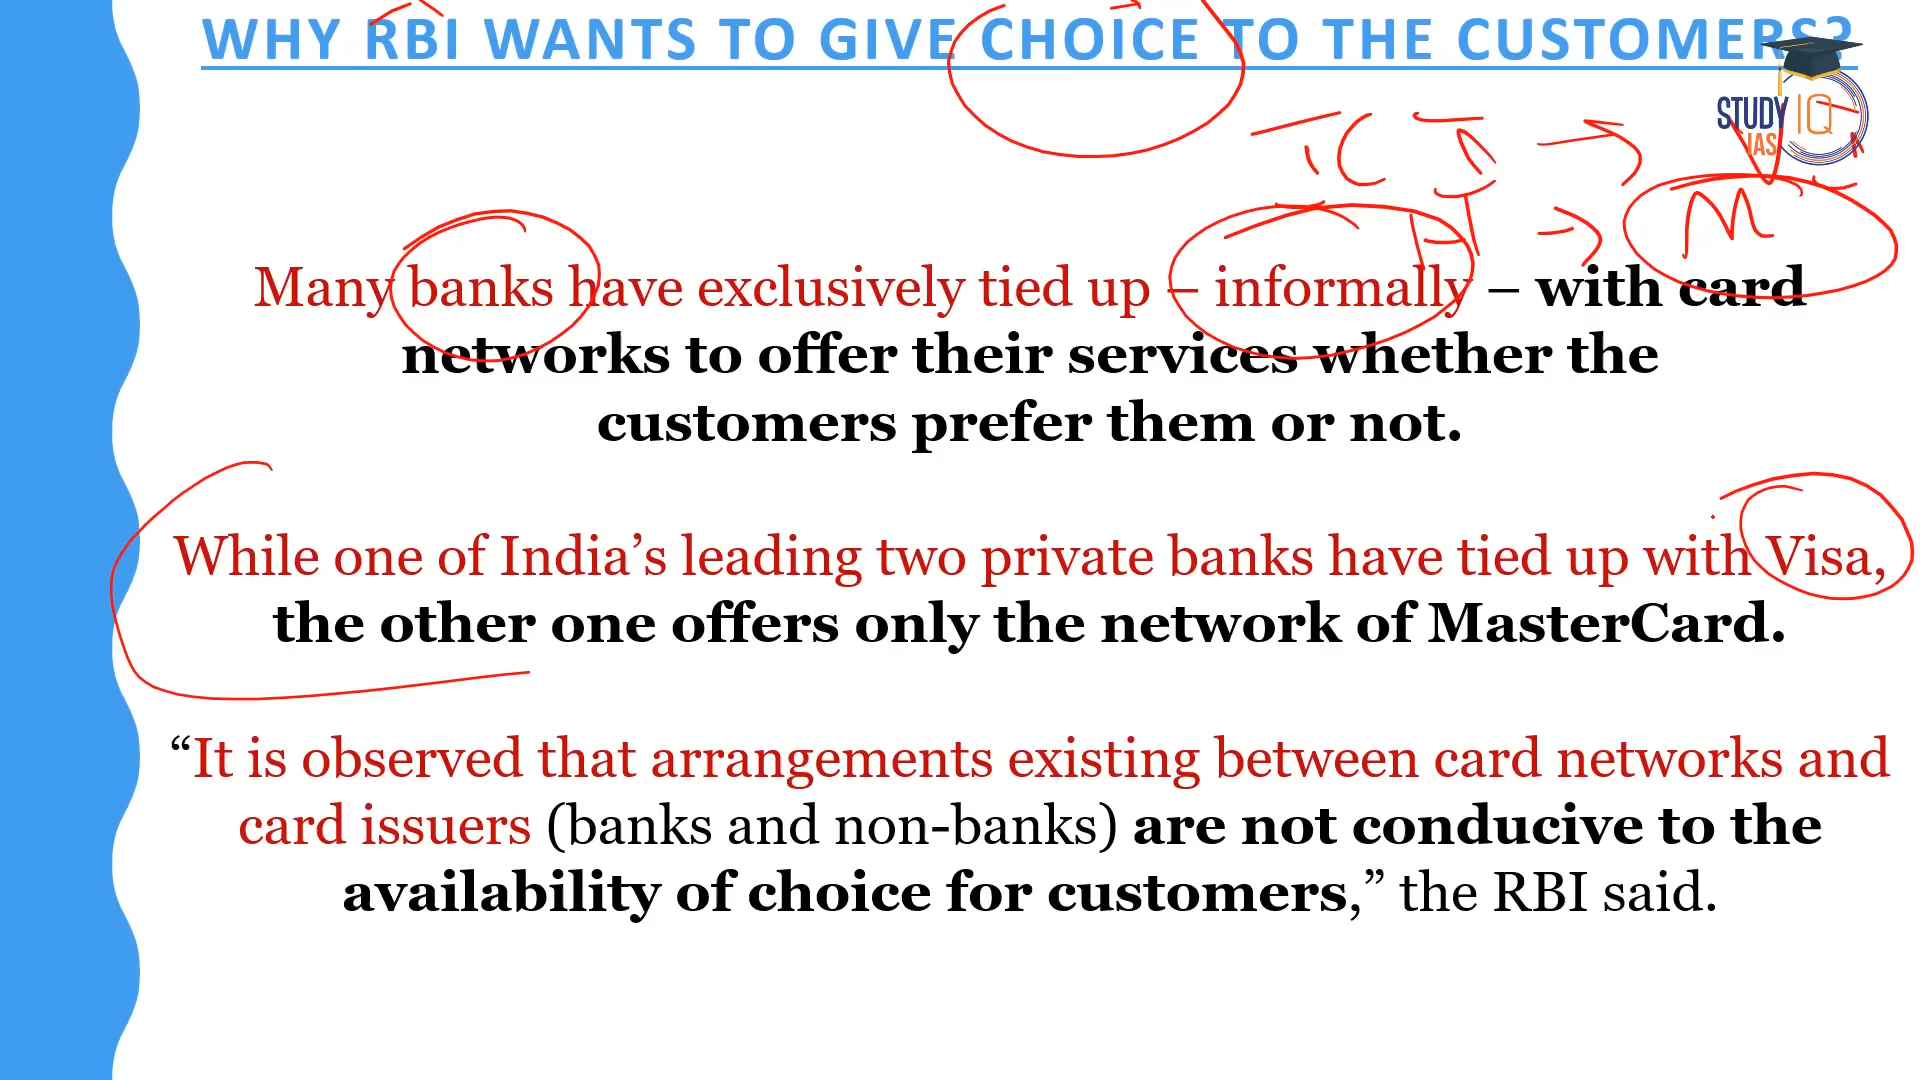 WHY RBI WANTS TO GIVE CHOICE TO THE CUSTOMERS?
STUDY IQ
IAS
M
Many banks have exclusively tied up – informally – with card
networks to offer their services whether the
customers prefer them or not.
While one of India’s leading two private banks have tied up with Visa,
the other one offers only the network of MasterCard.
“It is observed that arrangements existing between card networks and
card issuers (banks and non-banks) are not conducive to the
availability of choice for customers,” the RBI said.